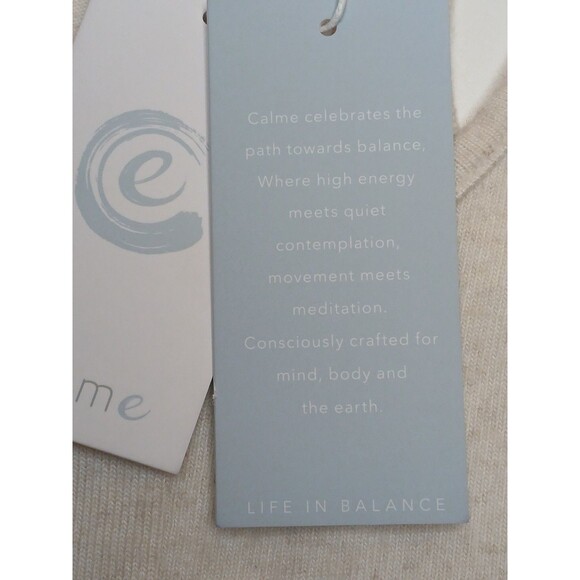 e
me
Calme celebrates the
path towards balance,
Where high energy
meets quiet
contemplation,
movement meets
meditation.
Consciously crafted for
mind, body and
the earth.
LIFE IN BALANCE